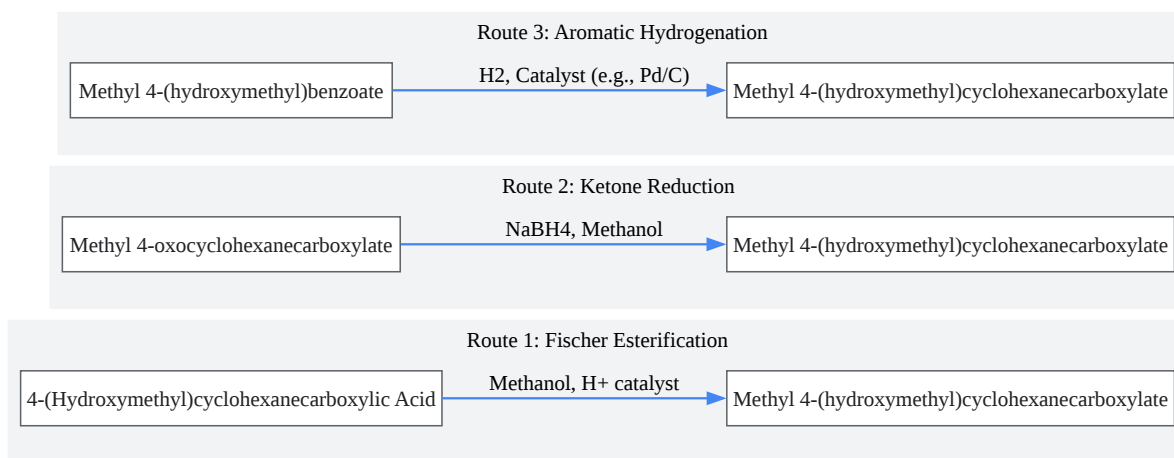 Route 3: Aromatic Hydrogenation
Methyl 4-(hydroxymethyl)benzoate
H2, Catalyst (e.g., Pd/C)
Methyl 4-(hydroxymethyl)cyclohexanecarboxylate
Route 2: Ketone Reduction
Methyl 4-oxocyclohexanecarboxylate
NaBH4, Methanol
Methyl 4-(hydroxymethyl)cyclohexanecarboxylate
Route 1: Fischer Esterification
4-(Hydroxymethyl)cyclohexanecarboxylic Acid
Methanol, H+ catalyst
Methyl 4-(hydroxymethyl)cyclohexanecarboxylate